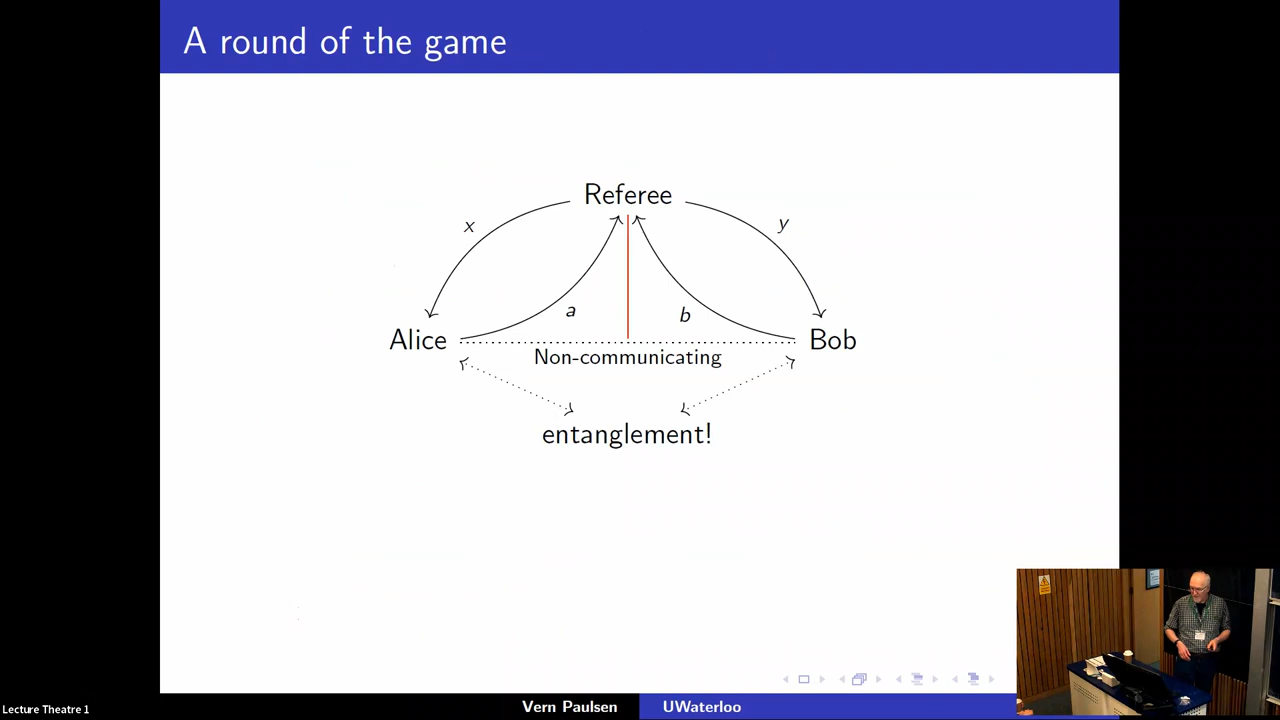 A round of the game
Referee
x
y
a
b
Alice
Bob
Non-communicating
entanglement!
Lecture Theatre 1
Vern Paulsen
UWaterloo